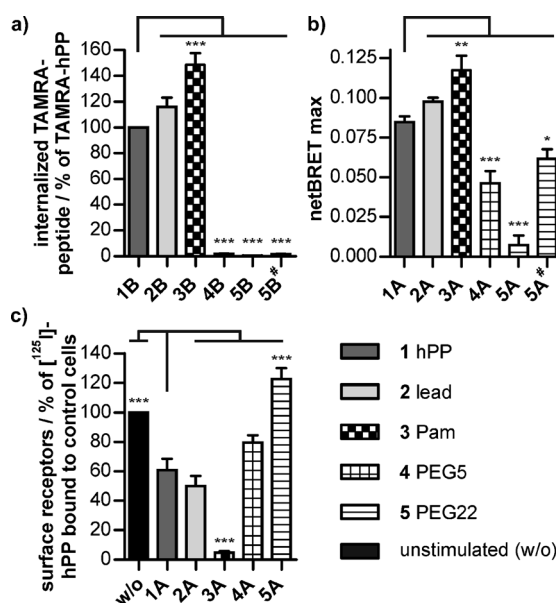 a)
internalized TAMRA-
peptide / % of TAMRA-hPP
160
140
120
100
80
60
40
20
0
***
***
***
***
1B
2B
3B
4B
5B
5B#
b)
netBRET max
0.125
0.100
0.075
0.050
0.025
0.000
**
***
***
*
1A
2A
3A
4A
5A
5A#
c)
surface receptors / % of [125I]-
hPP bound to control cells
140
120
100
80
60
40
20
0
***
***
***
w/o
1A
2A
3A
4A
5A
1 hPP
2 lead
3 Pam
4 PEG5
5 PEG22
unstimulated (w/o)